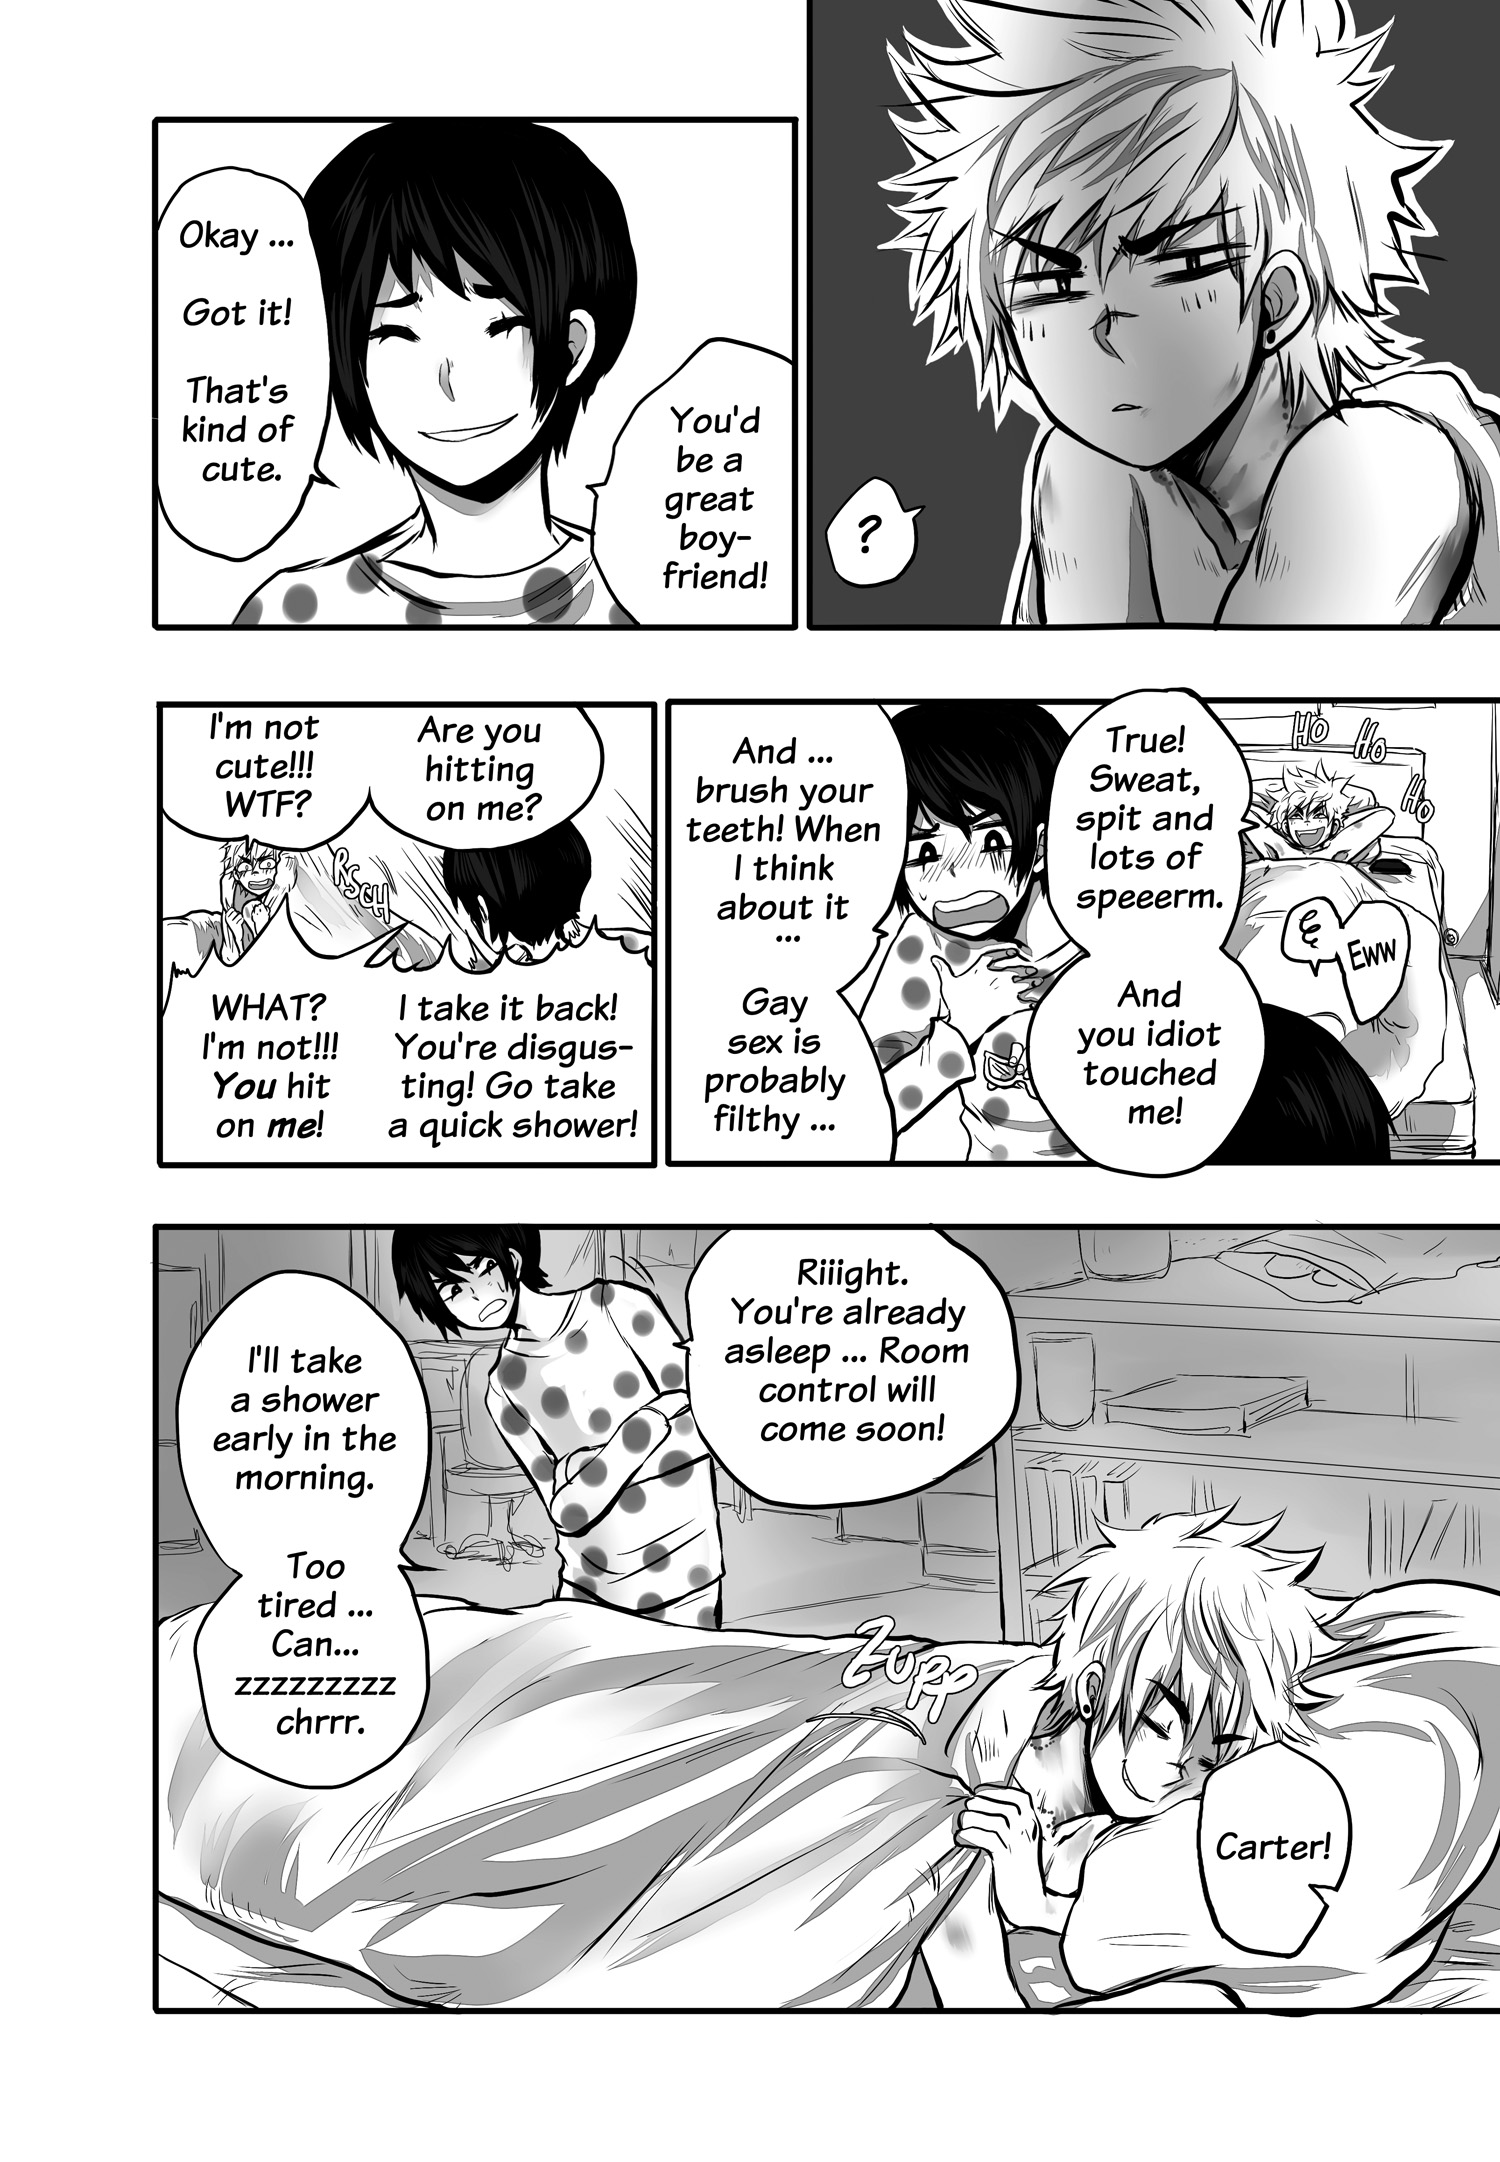 ?
Okay ...
Got it!
That's
kind of
cute.
You'd
be a
great
boy-
friend!
HO
HO
HO
True!
Sweat,
spit and
lots of
speeerm.
And
you idiot
touched
me!
Eww
And ...
brush your
teeth! When
I think
about it
...
Gay
sex is
probably
filthy ...
Are you
hitting
on me?
I'm not
cute!!!
WTF?
RSCH
I take it back!
You're disgus-
ting! Go take
a quick shower!
WHAT?
I'm not!!!
You hit
on me!
Riiight.
You're already
asleep ... Room
control will
come soon!
I'll take
a shower
early in the
morning.
Too
tired ...
Can...
zzzzzzzzz
chrrr.
ZUPP
Carter!